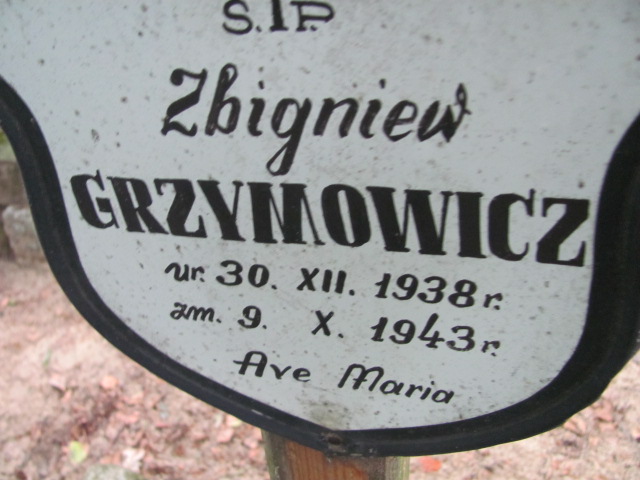 Ś.†P.
Zbigniew
GRZYMOWICZ
ur. 30. XII. 1938 r.
zm. 9. X. 1943 r.
Ave Maria